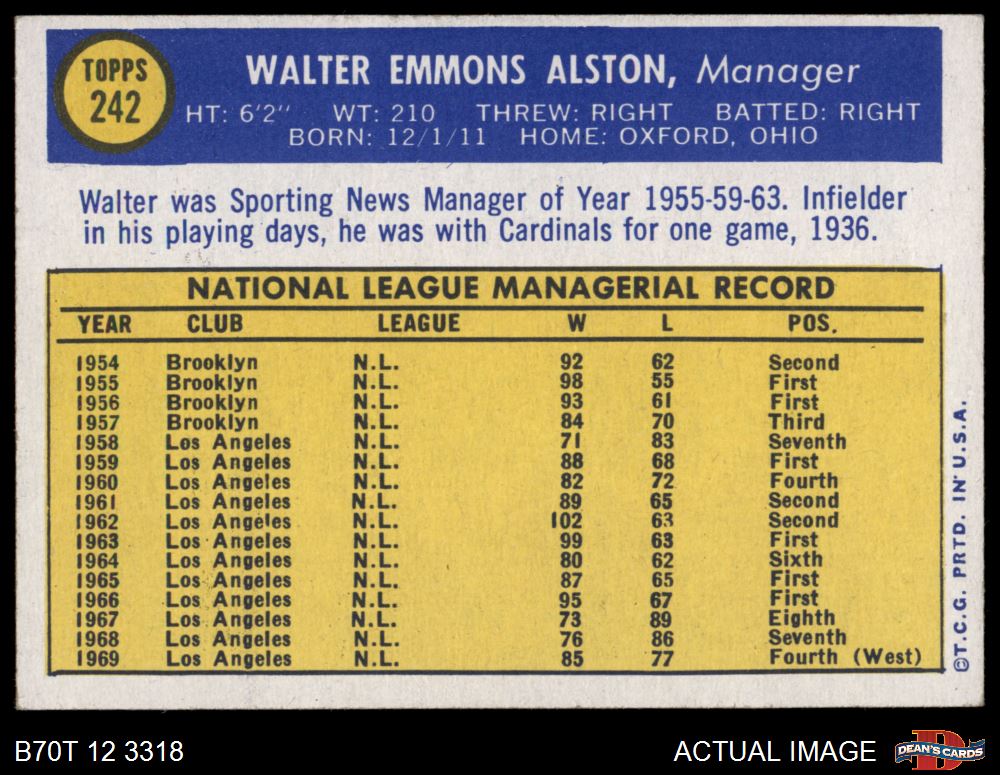 TOPPS
242
WALTER EMMONS ALSTON, Manager
HT: 6'2" WT: 210 THREW: RIGHT BATTED: RIGHT
BORN: 12/1/11 HOME: OXFORD, OHIO
Walter was Sporting News Manager of Year 1955-59-63. Infielder
in his playing days, he was with Cardinals for one game, 1936.
NATIONAL LEAGUE MANAGERIAL RECORD
YEAR CLUB LEAGUE W L POS.
1954 Brooklyn N.L. 92 62 Second
1955 Brooklyn N.L. 98 55 First
1956 Brooklyn N.L. 93 61 First
1957 Brooklyn N.L. 84 70 Third
1958 Los Angeles N.L. 71 83 Seventh
1959 Los Angeles N.L. 88 68 First
1960 Los Angeles N.L. 82 72 Fourth
1961 Los Angeles N.L. 89 65 Second
1962 Los Angeles N.L. 102 63 Second
1963 Los Angeles N.L. 99 63 First
1964 Los Angeles N.L. 80 62 Sixth
1965 Los Angeles N.L. 87 65 First
1966 Los Angeles N.L. 95 67 First
1967 Los Angeles N.L. 73 89 Eighth
1968 Los Angeles N.L. 76 86 Seventh
1969 Los Angeles N.L. 85 77 Fourth (West)
©T.C.G. PRTD. IN U.S.A.
B70T 12 3318
ACTUAL IMAGE
DEAN'S CARDS